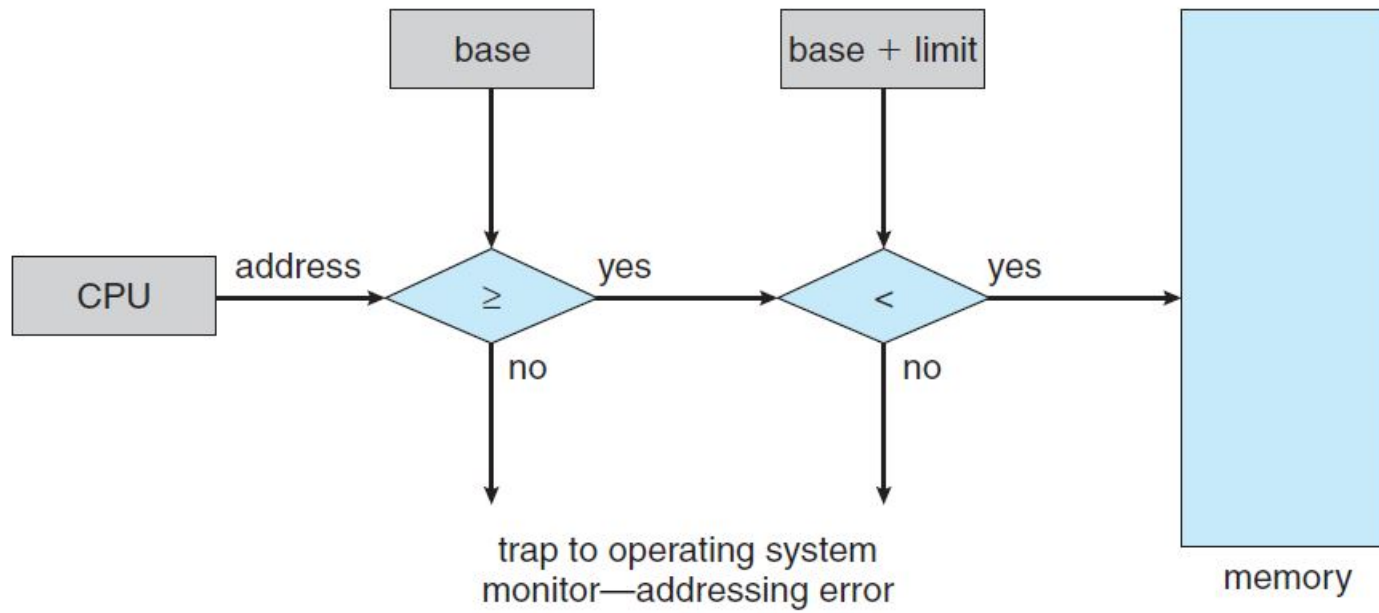 base
base + limit
CPU
address
≥
yes
<
yes
no
no
trap to operating system
monitor—addressing error
memory